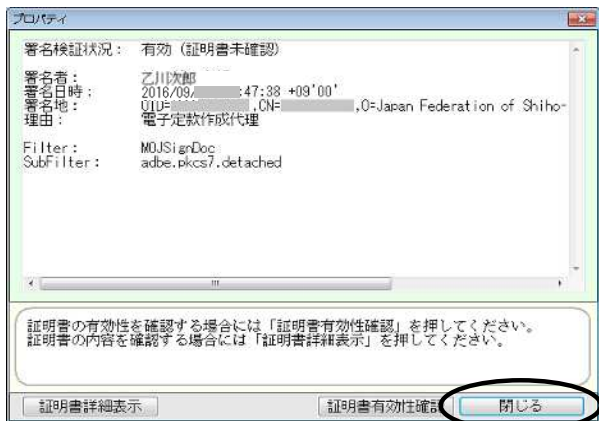 プロパティ
署名検証状況： 有効（証明書未確認）
署名者： 乙川次郎
署名日時： 2016/09/ :47:38 +09'00'
署名地： OID= ,CN= ,O=Japan Federation of Shiho-
理由： 電子定款作成代理
Filter： MOJSignDoc
SubFilter： adbe.pkcs7.detached
証明書の有効性を確認する場合には「証明書有効性確認」を押してください。
証明書の内容を確認する場合には「証明書詳細表示」を押してください。
証明書詳細表示 証明書有効性確認 閉じる